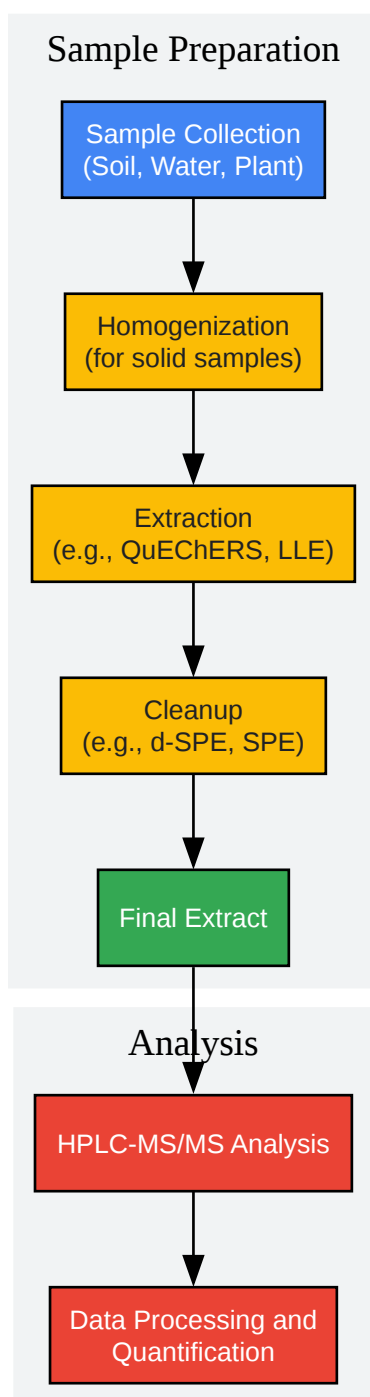 Sample Preparation
Sample Collection
(Soil, Water, Plant)
Homogenization
(for solid samples)
Extraction
(e.g., QuEChERS, LLE)
Cleanup
(e.g., d-SPE, SPE)
Final Extract
Analysis
HPLC-MS/MS Analysis
Data Processing and
Quantification